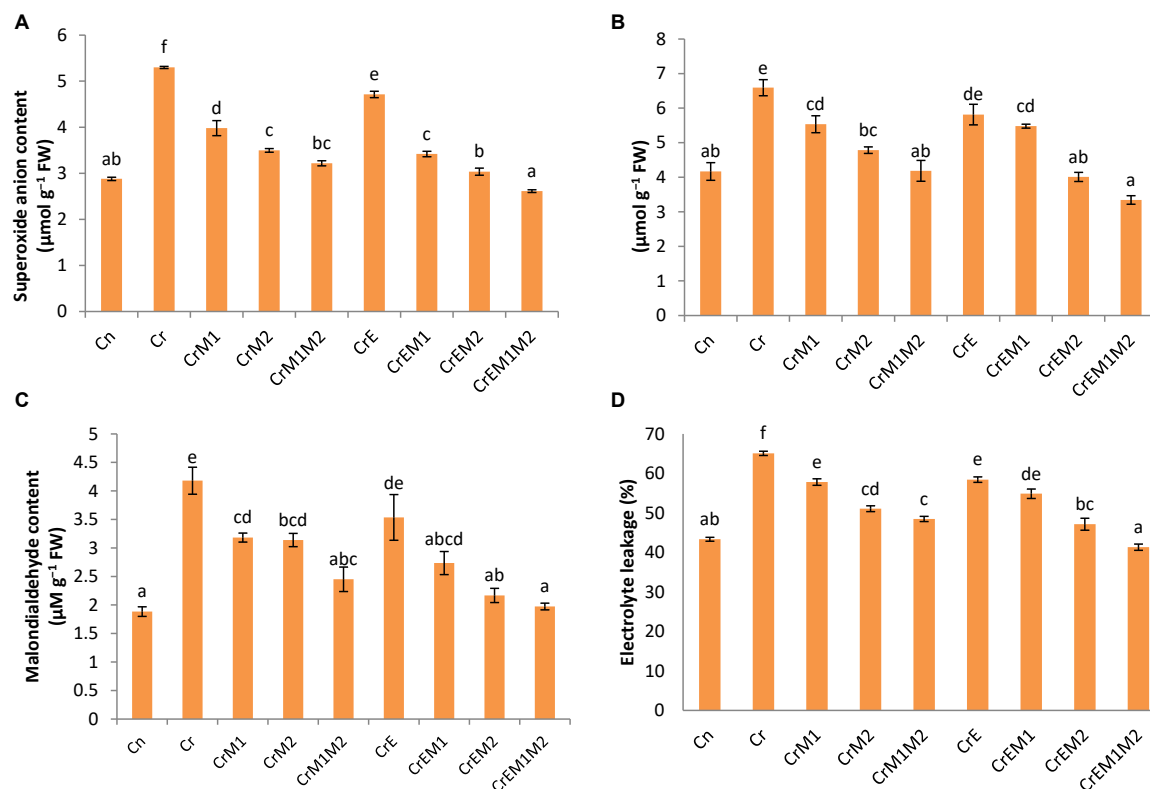 A
Superoxide anion content
(µmol g⁻¹ FW)
6
5
4
3
2
1
0
ab
f
d
c
bc
e
c
b
a
Cn
Cr
CrM1
CrM2
CrM1M2
CrE
CrEM1
CrEM2
CrEM1M2
B
(µmol g⁻¹ FW)
8
7
6
5
4
3
2
1
0
ab
e
cd
bc
ab
de
cd
ab
a
Cn
Cr
CrM1
CrM2
CrM1M2
CrE
CrEM1
CrEM2
CrEM1M2
C
Malondialdehyde content
(µM g⁻¹ FW)
5
4.5
4
3.5
3
2.5
2
1.5
1
0.5
0
a
e
cd
bcd
abc
de
abcd
ab
a
Cn
Cr
CrM1
CrM2
CrM1M2
CrE
CrEM1
CrEM2
CrEM1M2
D
Electrolyte leakage (%)
70
60
50
40
30
20
10
0
ab
f
e
cd
c
e
de
bc
a
Cn
Cr
CrM1
CrM2
CrM1M2
CrE
CrEM1
CrEM2
CrEM1M2